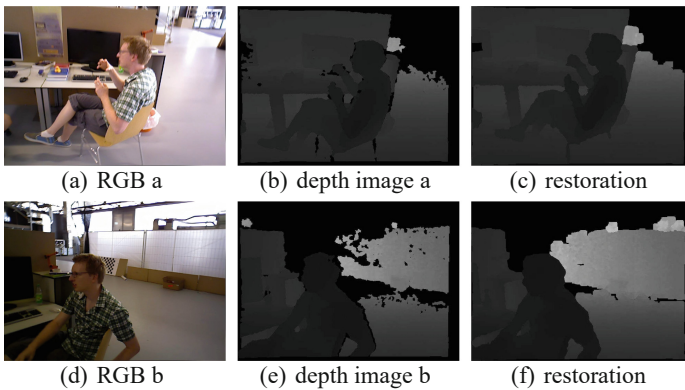 (a) RGB a
(b) depth image a
(c) restoration
(d) RGB b
(e) depth image b
(f) restoration